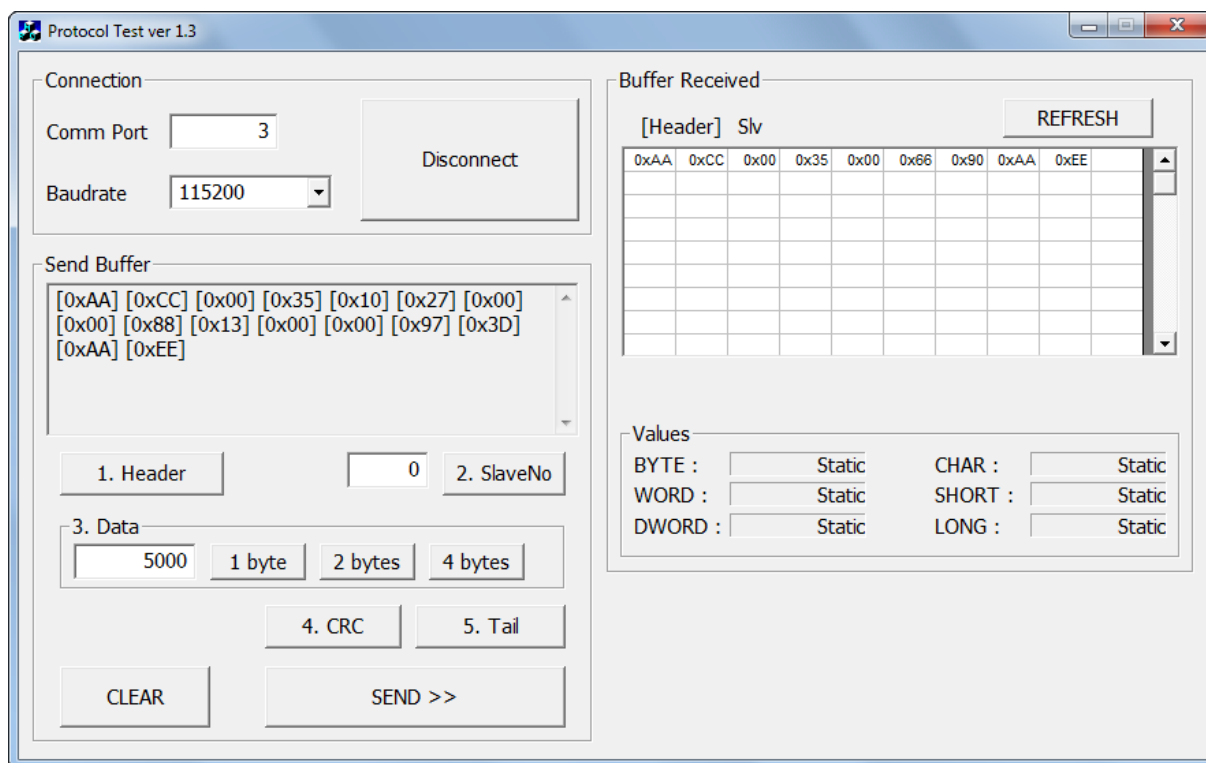 Protocol Test ver 1.3
Connection
Comm Port 3
Disconnect
Baudrate 115200
Send Buffer
[0xAA] [0xCC] [0x00] [0x35] [0x10] [0x27] [0x00]
[0x00] [0x88] [0x13] [0x00] [0x00] [0x97] [0x3D]
[0xAA] [0xEE]
1. Header 0 2. SlaveNo
3. Data
5000 1 byte 2 bytes 4 bytes
4. CRC 5. Tail
CLEAR SEND >>
Buffer Received
[Header] Slv REFRESH
0xAA 0xCC 0x00 0x35 0x00 0x66 0x90 0xAA 0xEE
Values
BYTE : Static CHAR : Static
WORD : Static SHORT : Static
DWORD : Static LONG : Static